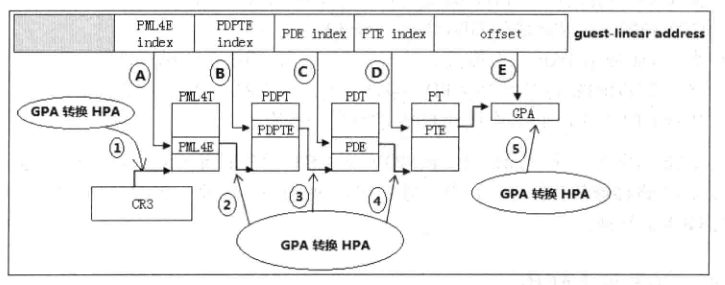 PML4E index
PDPTE index
PDE index
PTE index
offset
guest-linear address
A
B
C
D
E
PML4T
PDPT
PDT
PT
GPA 转换 HPA
PDPTE
PTE
GPA
1
PML4E
PDE
5
CR3
2
3
4
GPA 转换 HPA
GPA 转换 HPA